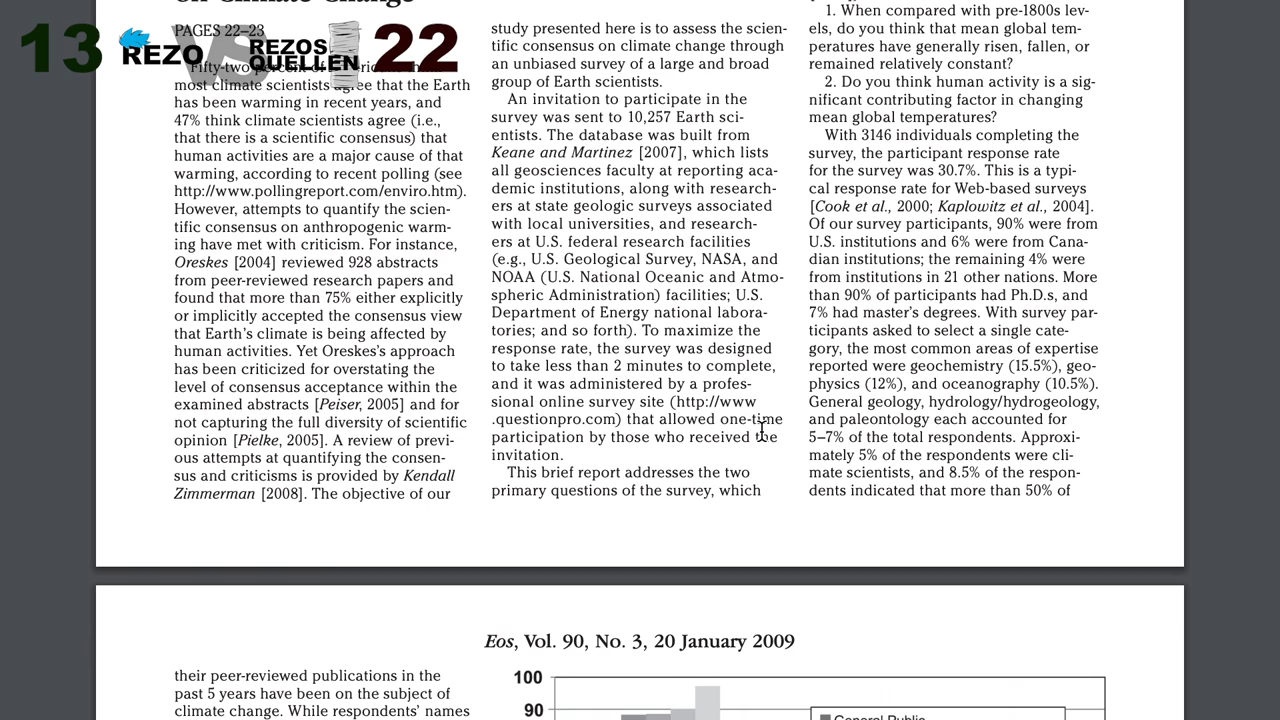 on Climate Change
PAGES 22–23
13 REZO VS REZOS QUELLEN 22
Fifty-two percent of
most climate scientists agree that the Earth
has been warming in recent years, and
47% think climate scientists agree (i.e.,
that there is a scientific consensus) that
human activities are a major cause of that
warming, according to recent polling (see
http://www.pollingreport.com/enviro.htm).
However, attempts to quantify the scien-
tific consensus on anthropogenic warm-
ing have met with criticism. For instance,
Oreskes [2004] reviewed 928 abstracts
from peer-reviewed research papers and
found that more than 75% either explicitly
or implicitly accepted the consensus view
that Earth's climate is being affected by
human activities. Yet Oreskes's approach
has been criticized for overstating the
level of consensus acceptance within the
examined abstracts [Peiser, 2005] and for
not capturing the full diversity of scientific
opinion [Pielke, 2005]. A review of previ-
ous attempts at quantifying the consen-
sus and criticisms is provided by Kendall
Zimmerman [2008]. The objective of our
study presented here is to assess the scien-
tific consensus on climate change through
an unbiased survey of a large and broad
group of Earth scientists.
An invitation to participate in the
survey was sent to 10,257 Earth sci-
entists. The database was built from
Keane and Martinez [2007], which lists
all geosciences faculty at reporting aca-
demic institutions, along with research-
ers at state geologic surveys associated
with local universities, and research-
ers at U.S. federal research facilities
(e.g., U.S. Geological Survey, NASA, and
NOAA (U.S. National Oceanic and Atmo-
spheric Administration) facilities; U.S.
Department of Energy national labora-
tories; and so forth). To maximize the
response rate, the survey was designed
to take less than 2 minutes to complete,
and it was administered by a profes-
sional online survey site (http://www
.questionpro.com) that allowed one-time
participation by those who received the
invitation.
This brief report addresses the two
primary questions of the survey, which
1. When compared with pre-1800s lev-
els, do you think that mean global tem-
peratures have generally risen, fallen, or
remained relatively constant?
2. Do you think human activity is a sig-
nificant contributing factor in changing
mean global temperatures?
With 3146 individuals completing the
survey, the participant response rate
for the survey was 30.7%. This is a typi-
cal response rate for Web-based surveys
[Cook et al., 2000; Kaplowitz et al., 2004].
Of our survey participants, 90% were from
U.S. institutions and 6% were from Cana-
dian institutions; the remaining 4% were
from institutions in 21 other nations. More
than 90% of participants had Ph.D.s, and
7% had master's degrees. With survey par-
ticipants asked to select a single cate-
gory, the most common areas of expertise
reported were geochemistry (15.5%), geo-
physics (12%), and oceanography (10.5%).
General geology, hydrology/hydrogeology,
and paleontology each accounted for
5–7% of the total respondents. Approxi-
mately 5% of the respondents were cli-
mate scientists, and 8.5% of the respon-
dents indicated that more than 50% of
Eos, Vol. 90, No. 3, 20 January 2009
their peer-reviewed publications in the
past 5 years have been on the subject of
climate change. While respondents' names
100
90
General Public